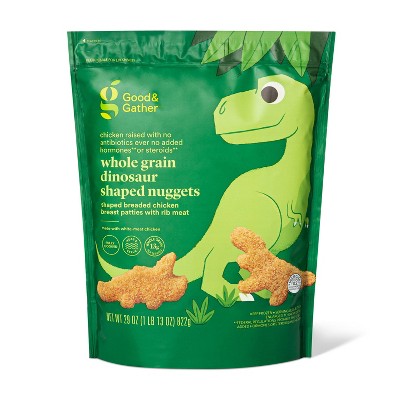 Good&
Gather
chicken raised with no
antibiotics ever no added
hormones** or steroids**
whole grain
dinosaur
shaped nuggets
shaped breaded chicken
breast patties with rib meat
made with white meat chicken
FULLY COOKED
NET WT 29 OZ (1 LB 13 OZ) 822g